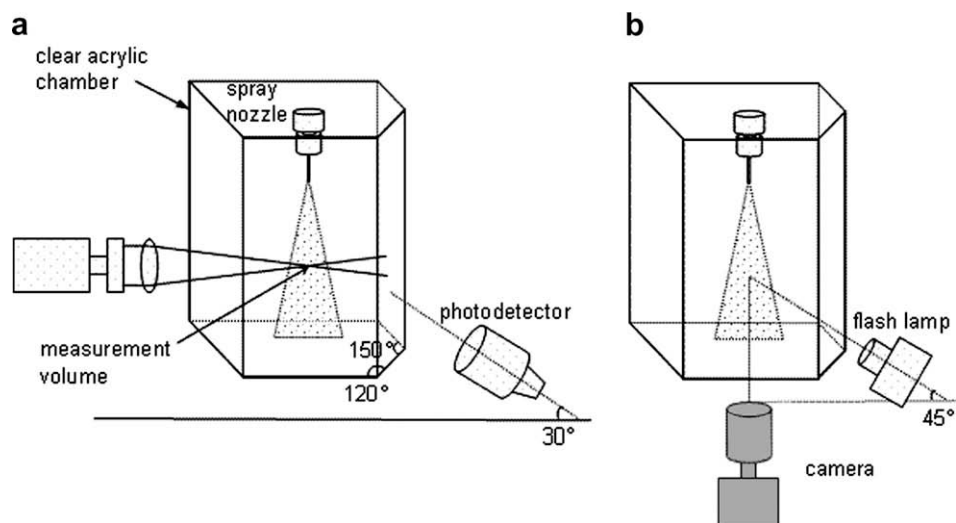 a
clear acrylic
chamber
spray
nozzle
photodetector
measurement
volume
150°
120°
30°
b
flash lamp
45°
camera